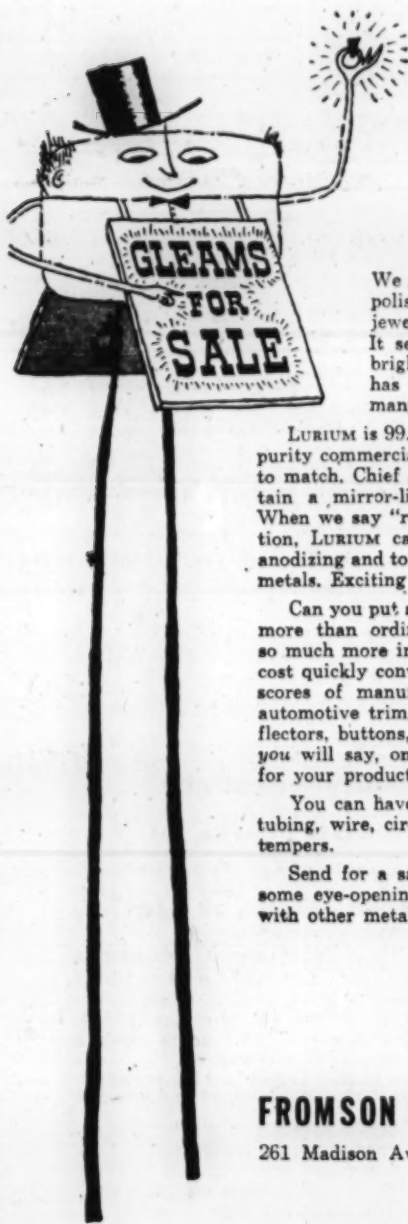 GLEAMS
FOR
SALE
We
polis
jewe
It se
brigh
has
man
LURIUM is 99.
purity commercia
to match. Chief
tain a mirror-li
When we say "r
tion, LURIUM ca
anodizing and to
metals. Exciting
Can you put a
more than ordin
so much more in
cost quickly conv
scores of manu
automotive trim
flectors, buttons,
you will say, on
for your product
You can have
tubing, wire, cir
tempers.
Send for a sa
some eye-opening
with other meta
FROMSON
261 Madison Av